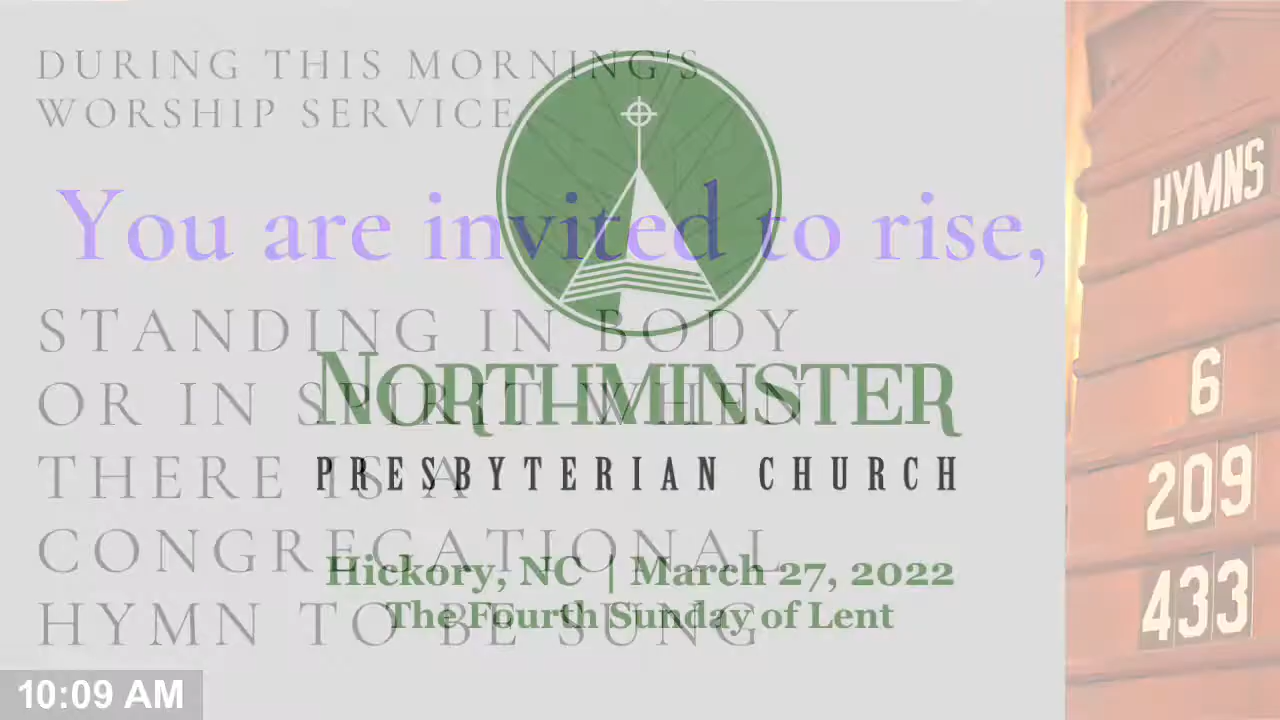 DURING THIS MORNING'S
WORSHIP SERVICE
You are invited to rise,
STANDING IN BODY
OR IN SPIRIT WHEN
THERE IS A
CONGREGATIONAL
HYMN TO BE SUNG
NORTHMINSTER
PRESBYTERIAN CHURCH
Hickory, NC | March 27, 2022
The Fourth Sunday of Lent
HYMNS
6
209
433
10:09 AM